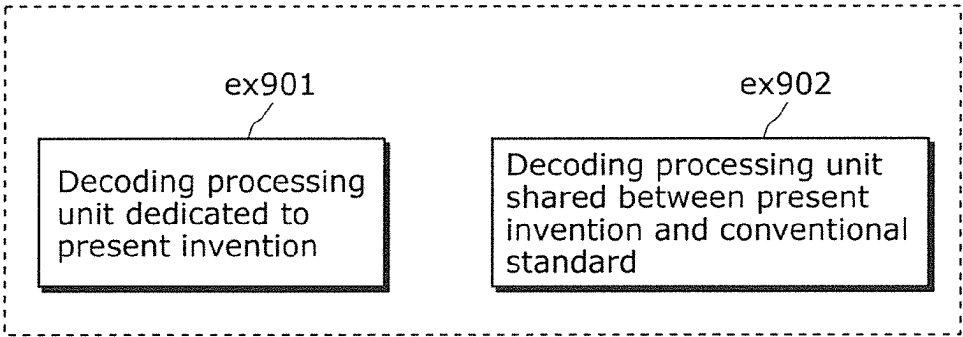 ex901
Decoding processing
unit dedicated to
present invention
ex902
Decoding processing unit
shared between present
invention and conventional
standard